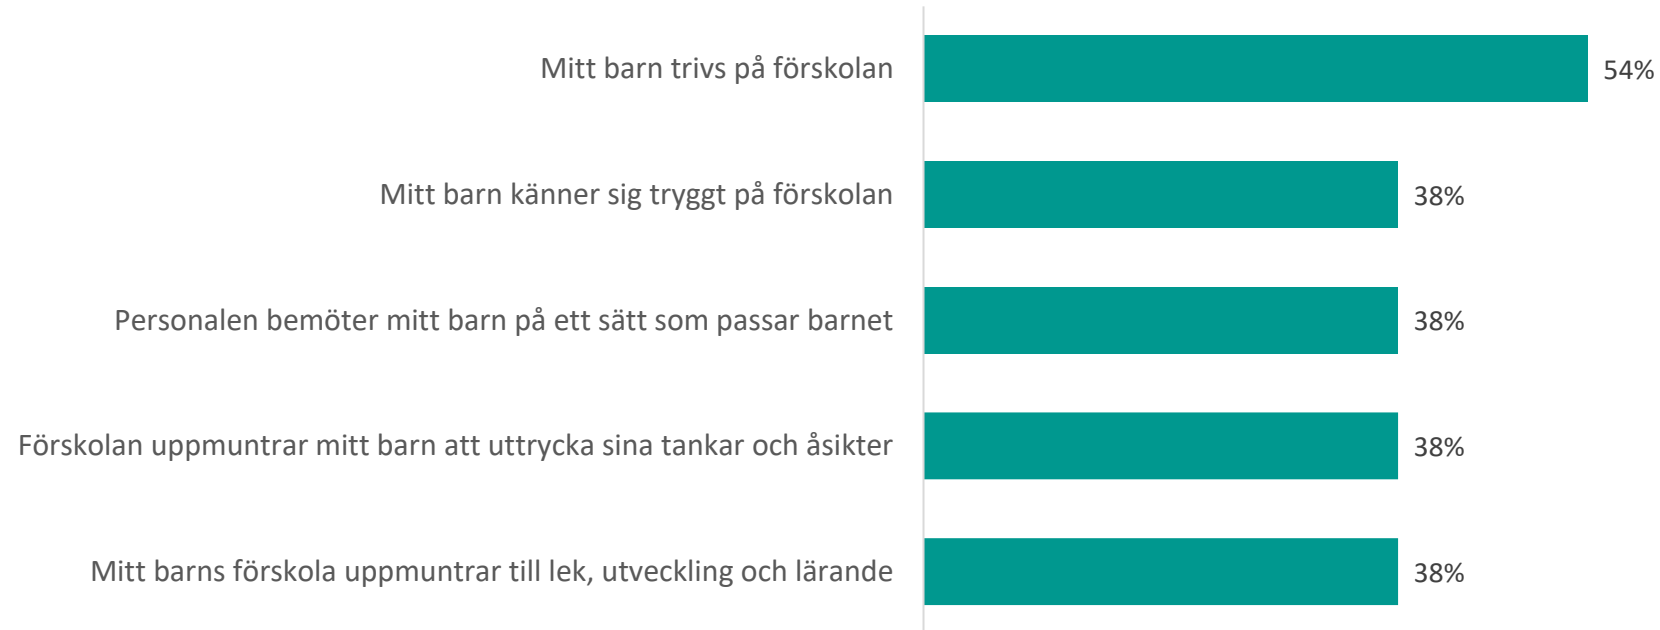 Mitt barn trivs på förskolan 54%
Mitt barn känner sig tryggt på förskolan 38%
Personalen bemöter mitt barn på ett sätt som passar barnet 38%
Förskolan uppmuntrar mitt barn att uttrycka sina tankar och åsikter 38%
Mitt barns förskola uppmuntrar till lek, utveckling och lärande 38%